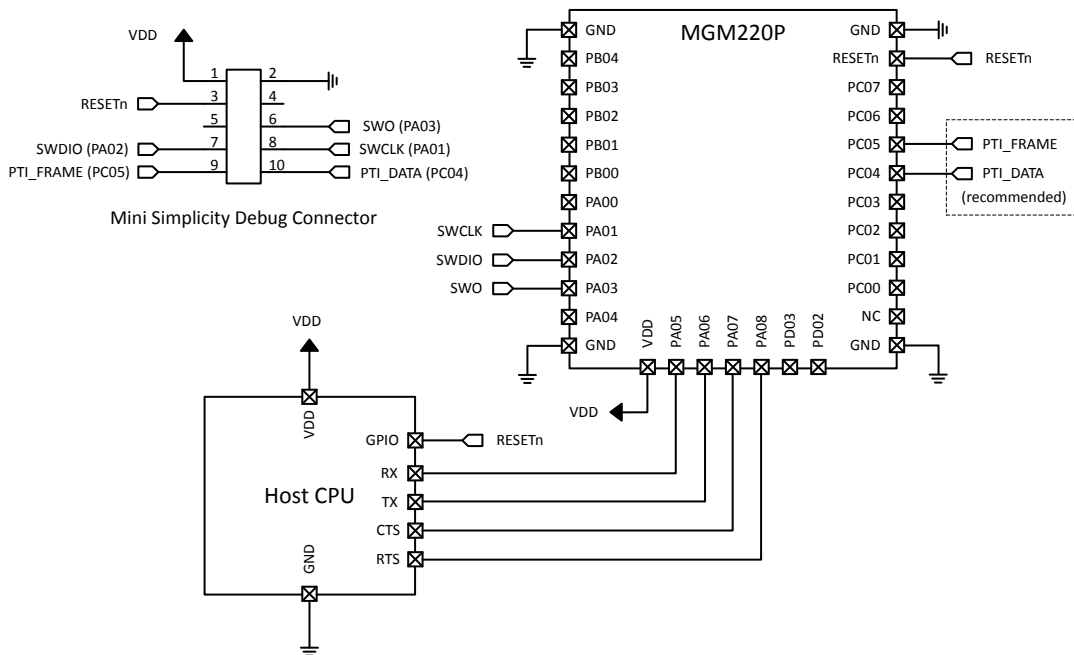 VDD
1 2
RESETn 3 4
5 6 SWO (PA03)
SWDIO (PA02) 7 8 SWCLK (PA01)
PTI_FRAME (PC05) 9 10 PTI_DATA (PC04)
Mini Simplicity Debug Connector
MGM220P
GND GND
PB04 RESETn RESETn
PB03 PC07
PB02 PC06
PB01 PC05 PTI_FRAME
PB00 PC04 PTI_DATA
PA00 PC03 (recommended)
SWCLK PA01 PC02
SWDIO PA02 PC01
SWO PA03 PC00
PA04 NC
GND GND
VDD PA05 PA06 PA07 PA08 PD03 PD02
VDD
VDD
VDD
GPIO RESETn
RX
Host CPU
TX
CTS
RTS
GND